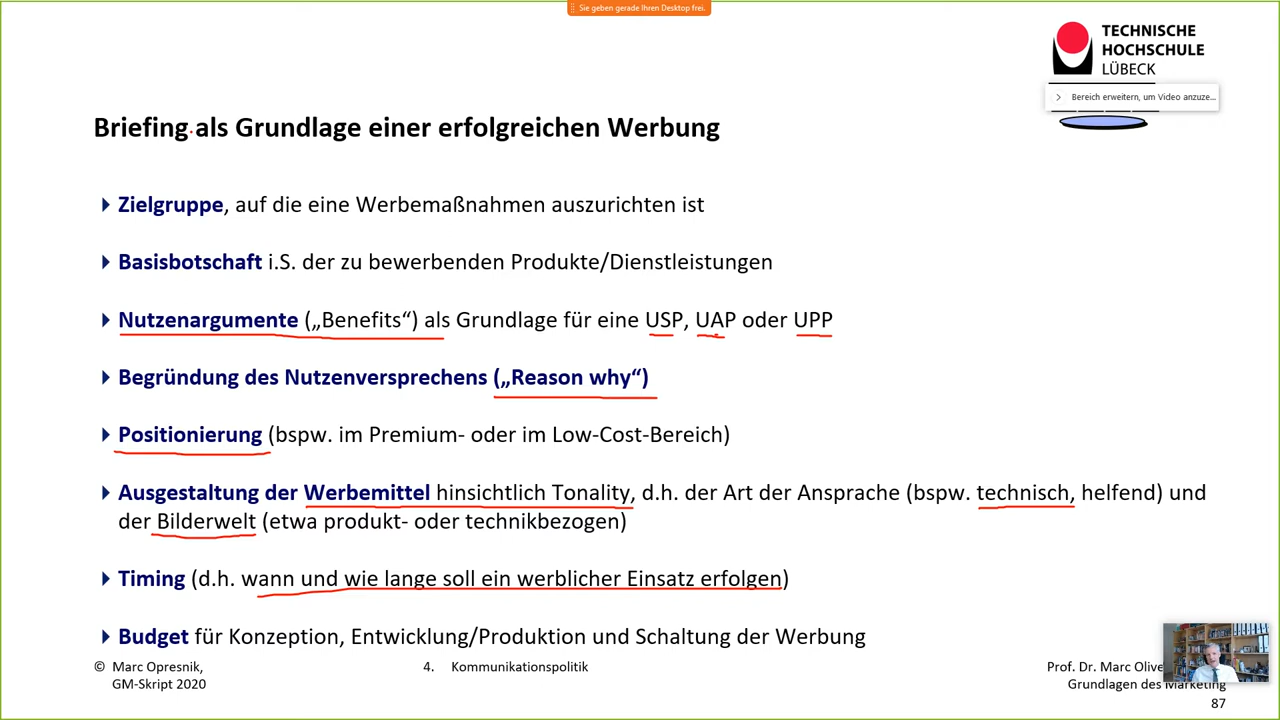 Sie geben gerade Ihren Desktop frei.
TECHNISCHE
HOCHSCHULE
LÜBECK
Bereich erweitern, um Video anzuze...
Briefing als Grundlage einer erfolgreichen Werbung
Zielgruppe, auf die eine Werbemaßnahmen auszurichten ist
Basisbotschaft i.S. der zu bewerbenden Produkte/Dienstleistungen
Nutzenargumente („Benefits“) als Grundlage für eine USP, UAP oder UPP
Begründung des Nutzenversprechens („Reason why“)
Positionierung (bspw. im Premium- oder im Low-Cost-Bereich)
Ausgestaltung der Werbemittel hinsichtlich Tonality, d.h. der Art der Ansprache (bspw. technisch, helfend) und
der Bilderwelt (etwa produkt- oder technikbezogen)
Timing (d.h. wann und wie lange soll ein werblicher Einsatz erfolgen)
Budget für Konzeption, Entwicklung/Produktion und Schaltung der Werbung
© Marc Opresnik,
GM-Skript 2020
4. Kommunikationspolitik
Prof. Dr. Marc Olive
Grundlagen des Marketing
87